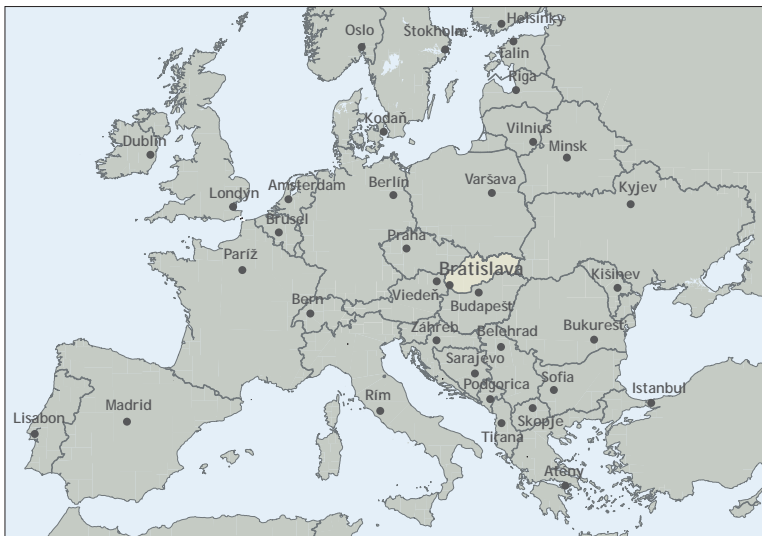 Helsinky
Oslo
Štokholm
Talin
Riga
Kodaň
Vilnius
Dublin
Minsk
Londýn
Amsterdam
Berlín
Varšava
Kyjev
Brusel
Praha
Paríž
Bratislava
Kišinev
Viedeň
Bern
Budapešť
Záhreb
Belehrad
Bukurešť
Sarajevo
Podgorica
Sofia
Istanbul
Rím
Madrid
Lisabon
Skopje
Tirana
Atény